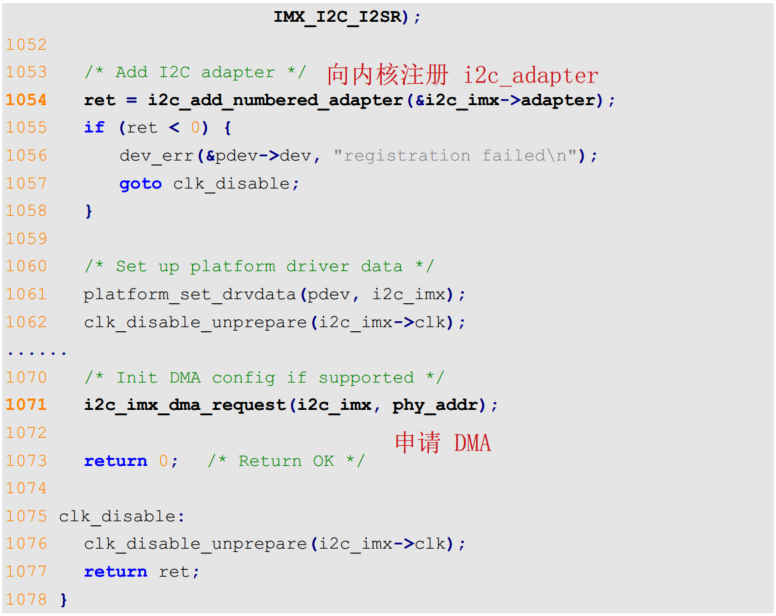 IMX_I2C_I2SR);
1052
1053 /* Add I2C adapter */ 向内核注册 i2c_adapter
1054 ret = i2c_add_numbered_adapter(&i2c_imx->adapter);
1055 if (ret < 0) {
1056 dev_err(&pdev->dev, "registration failed\n");
1057 goto clk_disable;
1058 }
1059
1060 /* Set up platform driver data */
1061 platform_set_drvdata(pdev, i2c_imx);
1062 clk_disable_unprepare(i2c_imx->clk);
......
1070 /* Init DMA config if supported */
1071 i2c_imx_dma_request(i2c_imx, phy_addr);
1072
申请 DMA
1073 return 0; /* Return OK */
1074
1075 clk_disable:
1076 clk_disable_unprepare(i2c_imx->clk);
1077 return ret;
1078 }